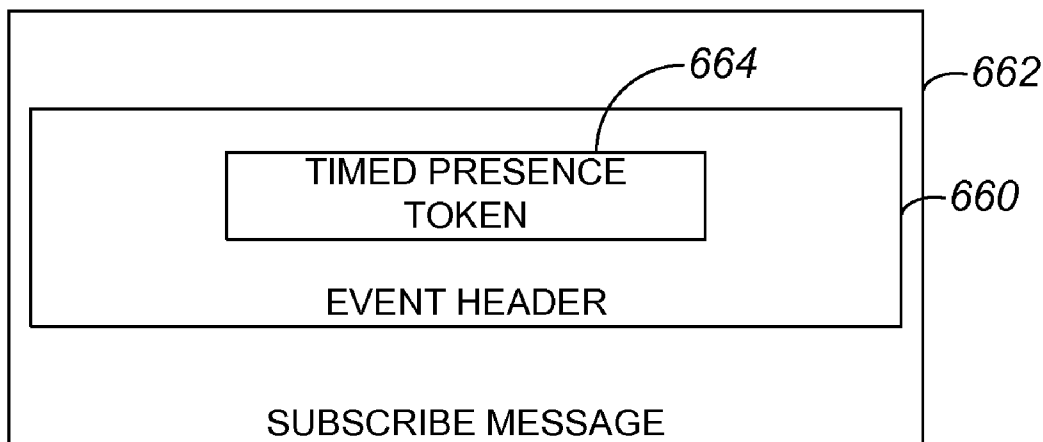 664
662
TIMED PRESENCE
TOKEN
660
EVENT HEADER
SUBSCRIBE MESSAGE